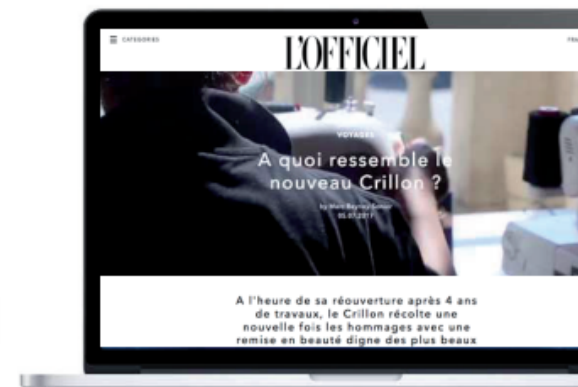 CATEGORIES
L'OFFICIEL
VOYAGES
A quoi ressemble le
nouveau Crillon ?
A l'heure de sa réouverture après 4 ans
de travaux, le Crillon récolte une
nouvelle fois les hommages avec une
remise en beauté digne des plus beaux